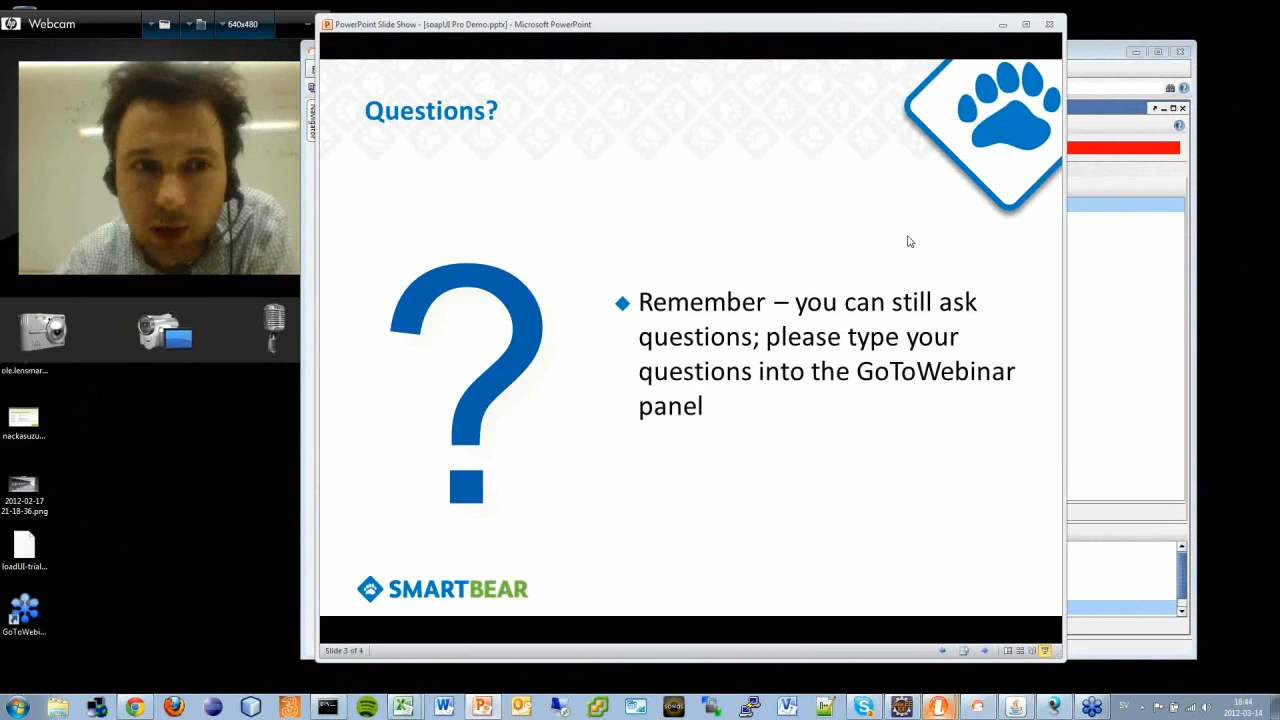 Webcam
640x480
PowerPoint Slide Show - [soapUI Pro Demo.pptx] - Microsoft PowerPoint
Navigator
Questions?
Remember – you can still ask
questions; please type your
questions into the GoToWebinar
panel
SMARTBEAR
Slide 3 of 4
ole.lensmar...
nackasuzu...
2012-02-17
21-18-36.png
loadUI-trial...
GoToWebi...
SV
18:44
2012-03-14